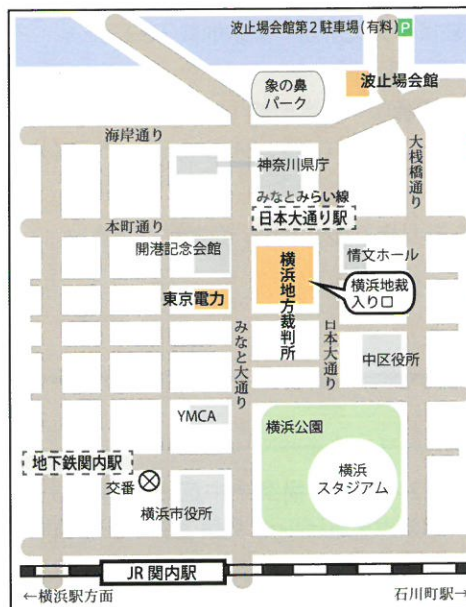 波止場会館第2駐車場(有料)P
波止場会館
象の鼻
パーク
海岸通り
大桟橋通り
神奈川県庁
みなとみらい線
日本大通り駅
本町通り
開港記念会館
情文ホール
横浜地方裁判所
横浜地裁
入り口
東京電力
みなと大通り
日本大通り
中区役所
YMCA
横浜公園
地下鉄関内駅
横浜
スタジアム
交番
横浜市役所
JR関内駅
←横浜駅方面
石川町駅→